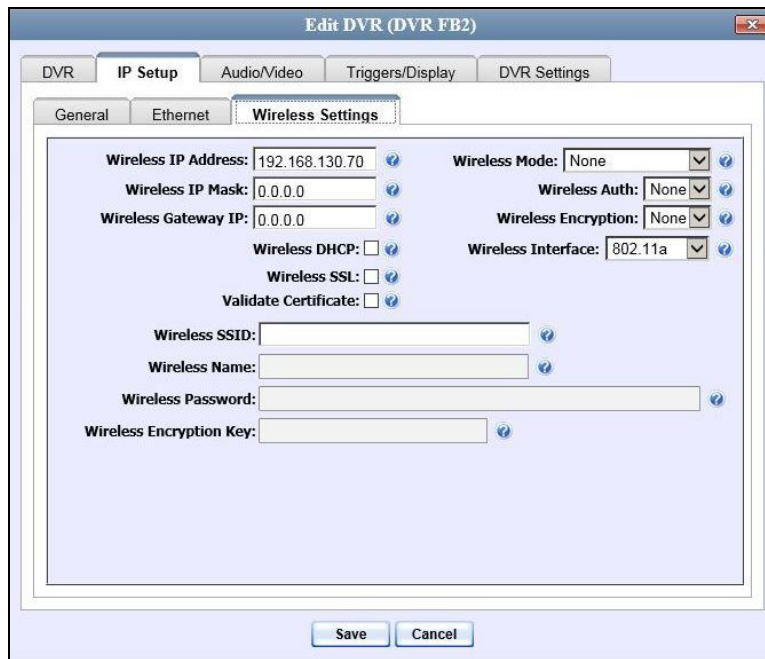 Edit DVR (DVR FB2)
DVR IP Setup Audio/Video Triggers/Display DVR Settings
General Ethernet Wireless Settings
Wireless IP Address: 192.168.130.70 Wireless Mode: None
Wireless IP Mask: 0.0.0.0 Wireless Auth: None
Wireless Gateway IP: 0.0.0.0 Wireless Encryption: None
Wireless DHCP: Wireless Interface: 802.11a
Wireless SSL:
Validate Certificate:
Wireless SSID:
Wireless Name:
Wireless Password:
Wireless Encryption Key:
Save Cancel